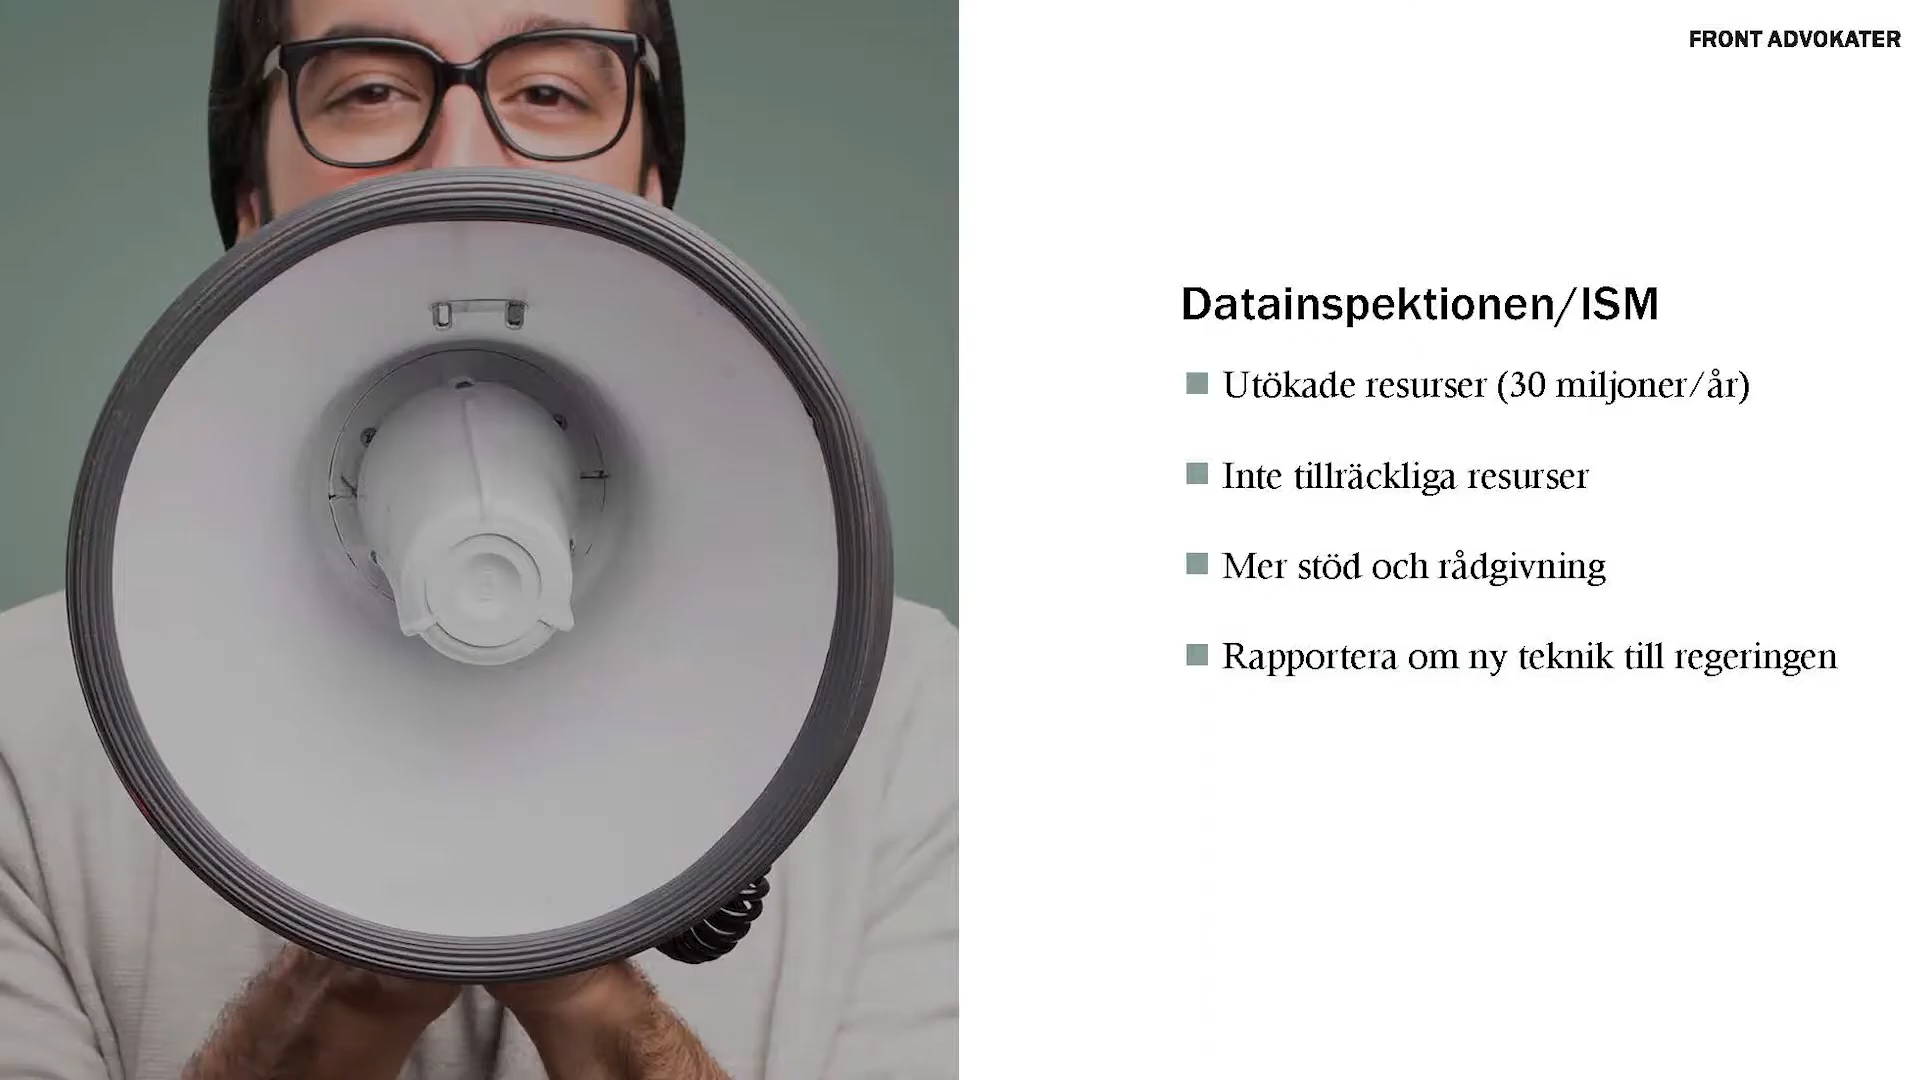 FRONT ADVOKATER
Datainspektionen/ISM
Utökade resurser (30 miljoner/år)
Inte tillräckliga resurser
Mer stöd och rådgivning
Rapportera om ny teknik till regeringen